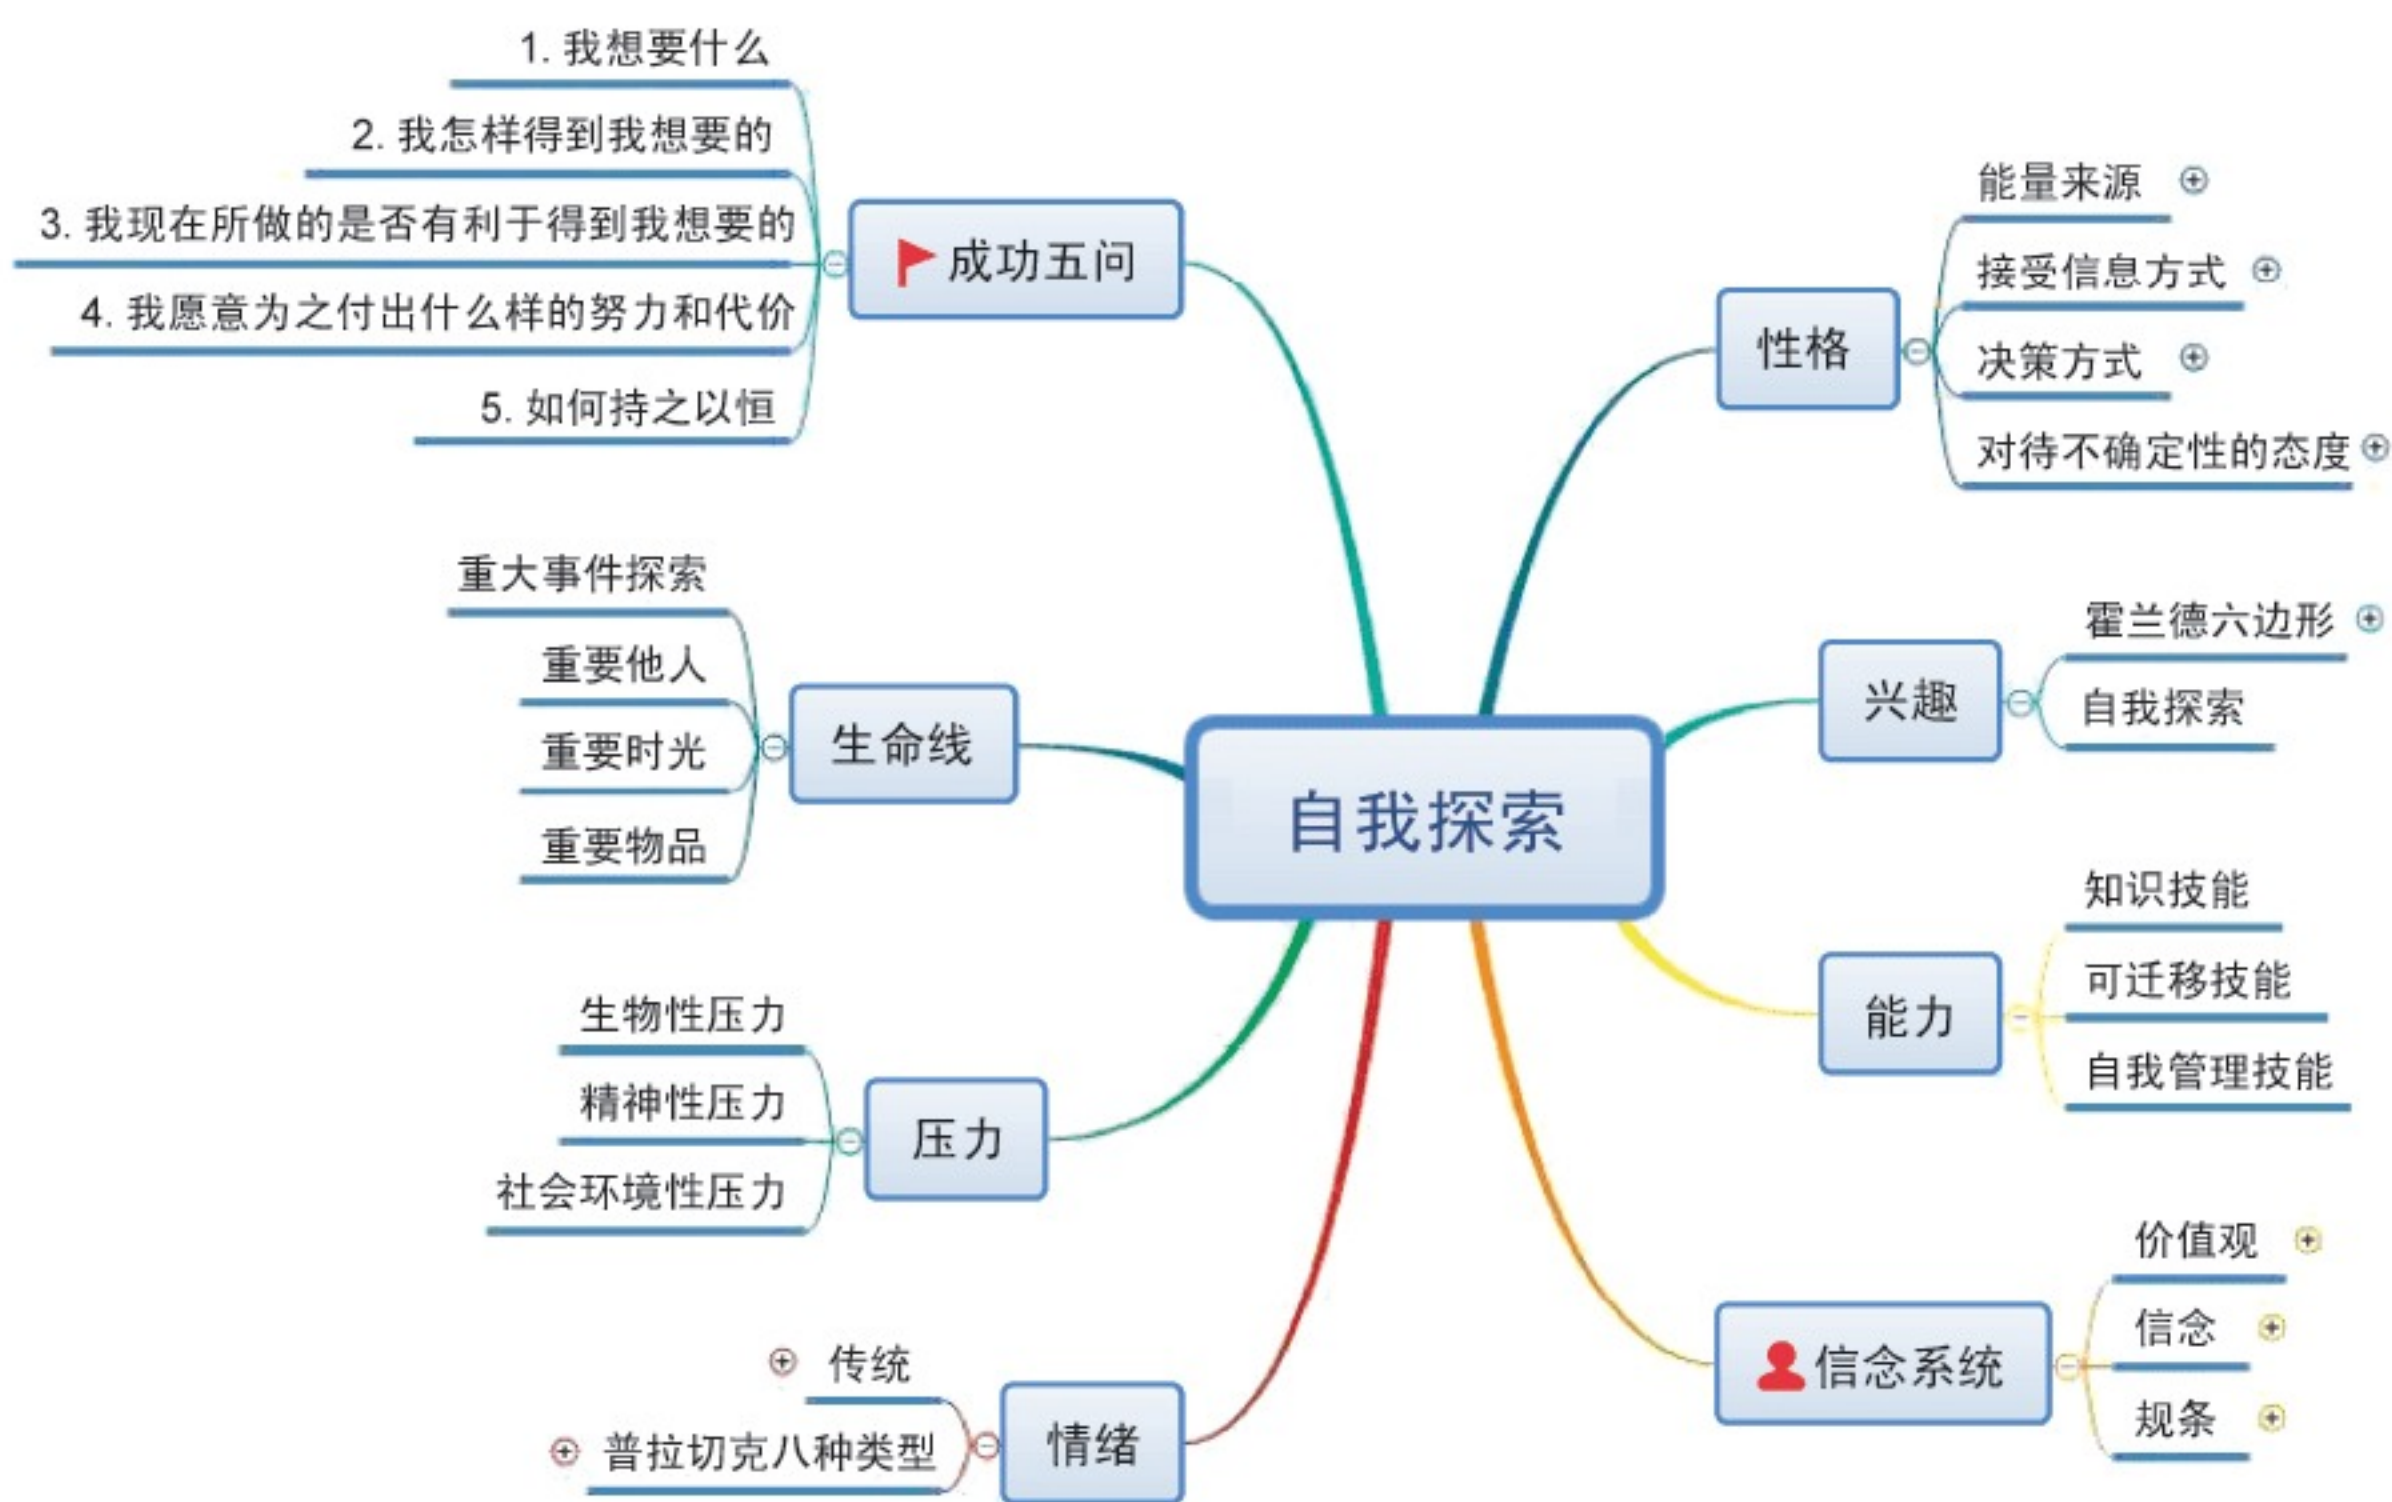 自我探索
成功五问
1. 我想要什么
2. 我怎样得到我想要的
3. 我现在所做的是否有利于得到我想要的
4. 我愿意为之付出什么样的努力和代价
5. 如何持之以恒
生命线
重大事件探索
重要他人
重要时光
重要物品
压力
生物性压力
精神性压力
社会环境性压力
情绪
传统
普拉切克八种类型
性格
能量来源
接受信息方式
决策方式
对待不确定性的态度
兴趣
霍兰德六边形
自我探索
能力
知识技能
可迁移技能
自我管理技能
信念系统
价值观
信念
规条